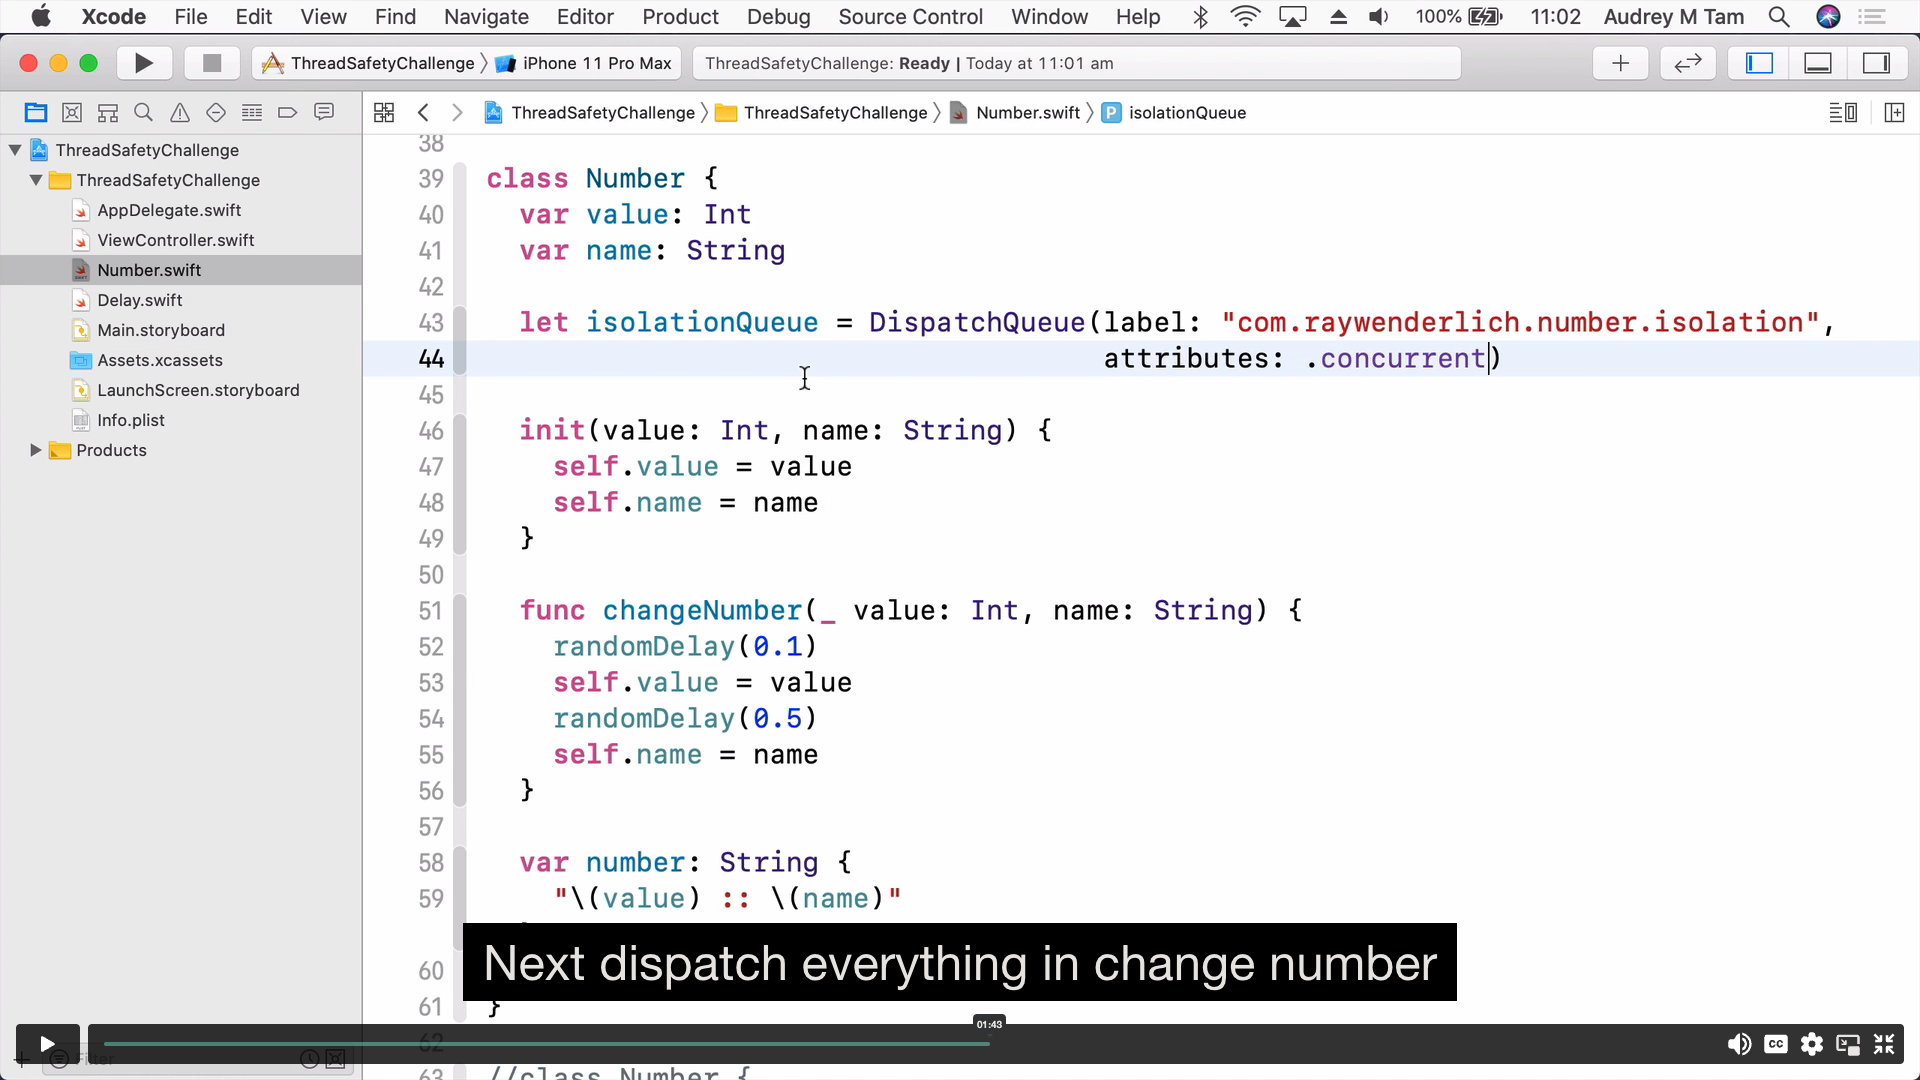 Xcode File Edit View Find Navigate Editor Product Debug Source Control Window Help 100% 11:02 Audrey M Tam
ThreadSafetyChallenge iPhone 11 Pro Max ThreadSafetyChallenge: Ready | Today at 11:01 am
ThreadSafetyChallenge ThreadSafetyChallenge Number.swift P isolationQueue
ThreadSafetyChallenge
ThreadSafetyChallenge
AppDelegate.swift
ViewController.swift
Number.swift
Delay.swift
Main.storyboard
Assets.xcassets
LaunchScreen.storyboard
Info.plist
Products
38
39 class Number {
40 var value: Int
41 var name: String
42
43 let isolationQueue = DispatchQueue(label: "com.raywenderlich.number.isolation",
44 attributes: .concurrent)
45
46 init(value: Int, name: String) {
47 self.value = value
48 self.name = name
49 }
50
51 func changeNumber(_ value: Int, name: String) {
52 randomDelay(0.1)
53 self.value = value
54 randomDelay(0.5)
55 self.name = name
56 }
57
58 var number: String {
59 "\(value) :: \(name)"
60
Next dispatch everything in change number
61 }
01:43
62
Filter
CC
63 //class Number {